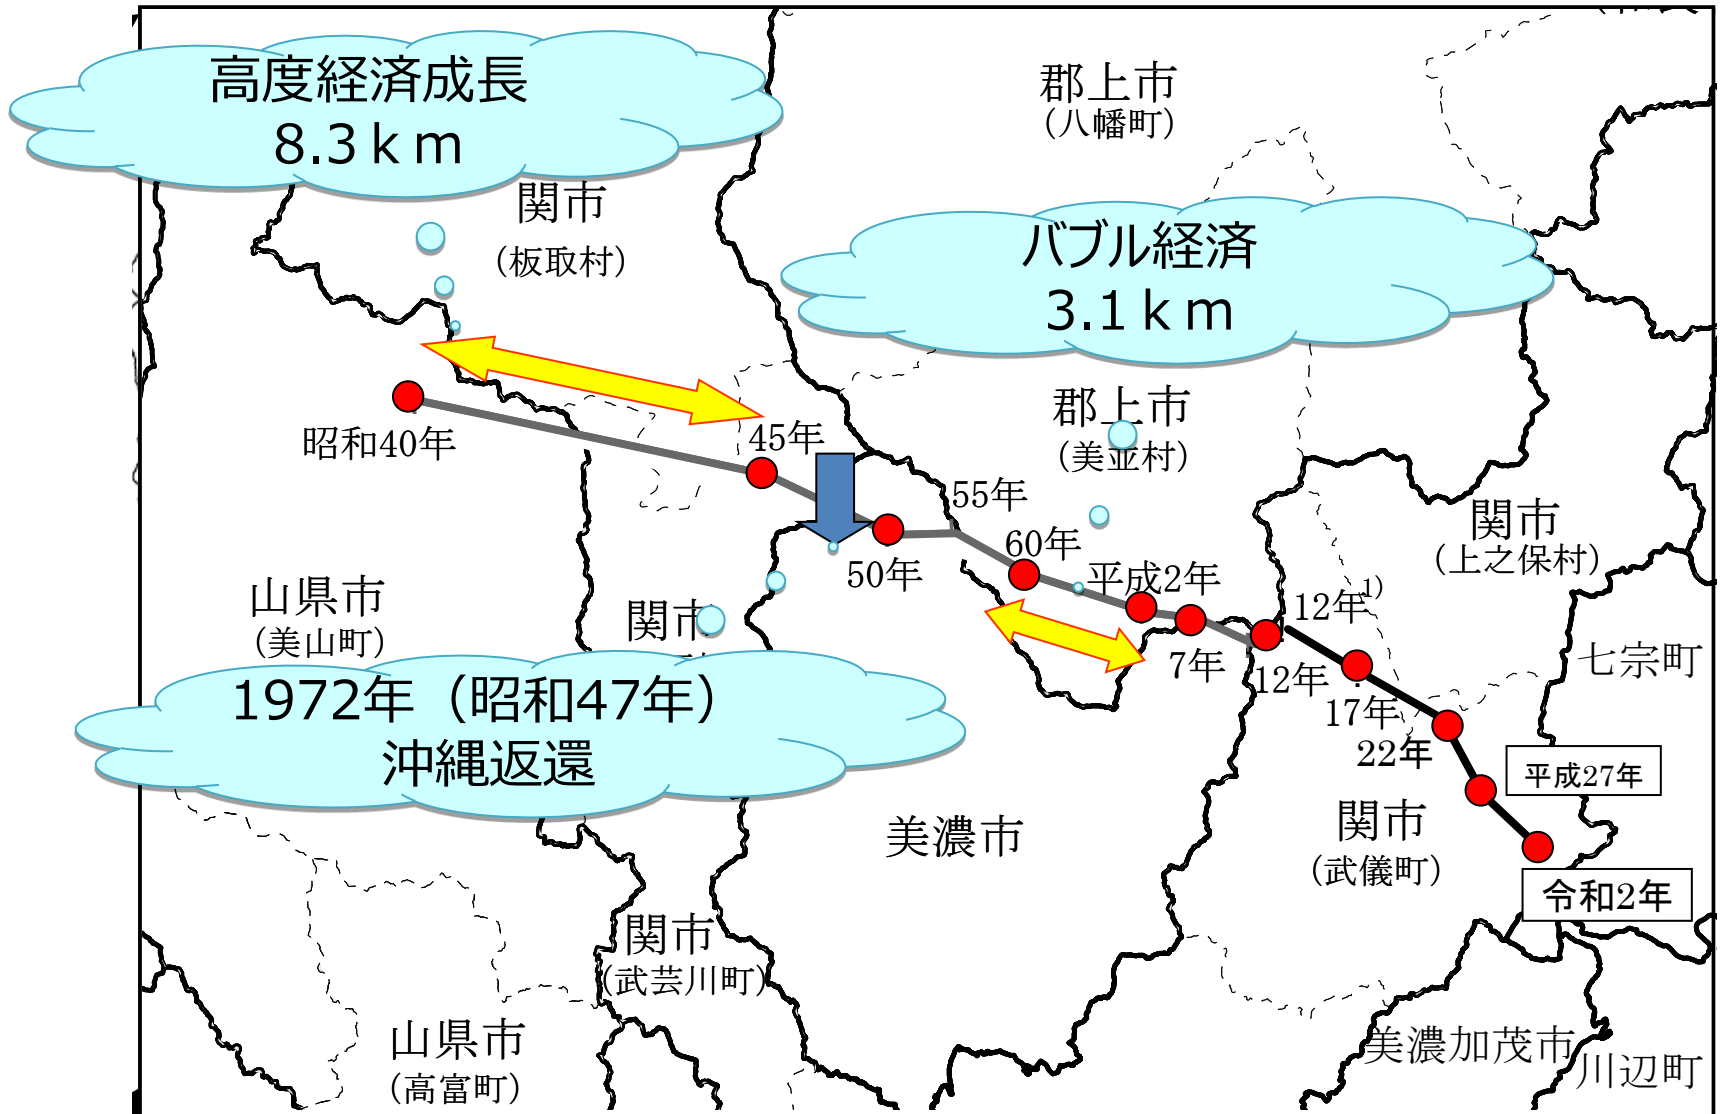 高度経済成長
8.3ｋｍ
郡上市
（八幡町）
関市
（板取村）
バブル経済
3.1ｋｍ
昭和40年
45年
郡上市
（美並村）
55年
60年
50年
平成2年
関市
（上之保村）
12年1)
山県市
（美山町）
関市
7年
12年
17年
22年
七宗町
1972年（昭和47年）
沖縄返還
平成27年
美濃市
関市
（武儀町）
令和2年
関市
（武芸川町）
山県市
（高富町）
美濃加茂市
川辺町